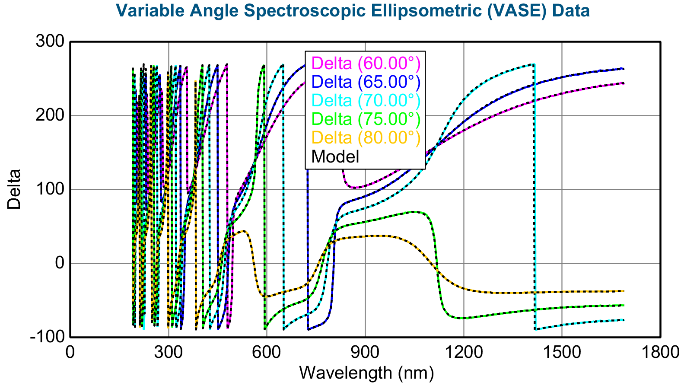 Variable Angle Spectroscopic Ellipsometric (VASE) Data
300
200
100
0
-100
Delta
Delta (60.00°)
Delta (65.00°)
Delta (70.00°)
Delta (75.00°)
Delta (80.00°)
Model
0 300 600 900 1200 1500 1800
Wavelength (nm)